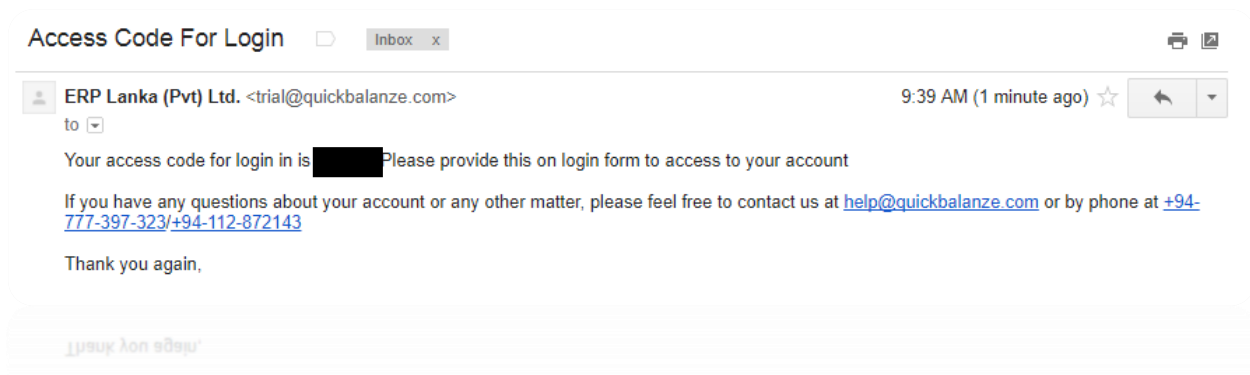 Access Code For Login Inbox x
ERP Lanka (Pvt) Ltd. <trial@quickbalanze.com> 9:39 AM (1 minute ago)
to
Your access code for login in is Please provide this on login form to access to your account
If you have any questions about your account or any other matter, please feel free to contact us at help@quickbalanze.com or by phone at +94-
777-397-323/+94-112-872143
Thank you again,
Thank you again,